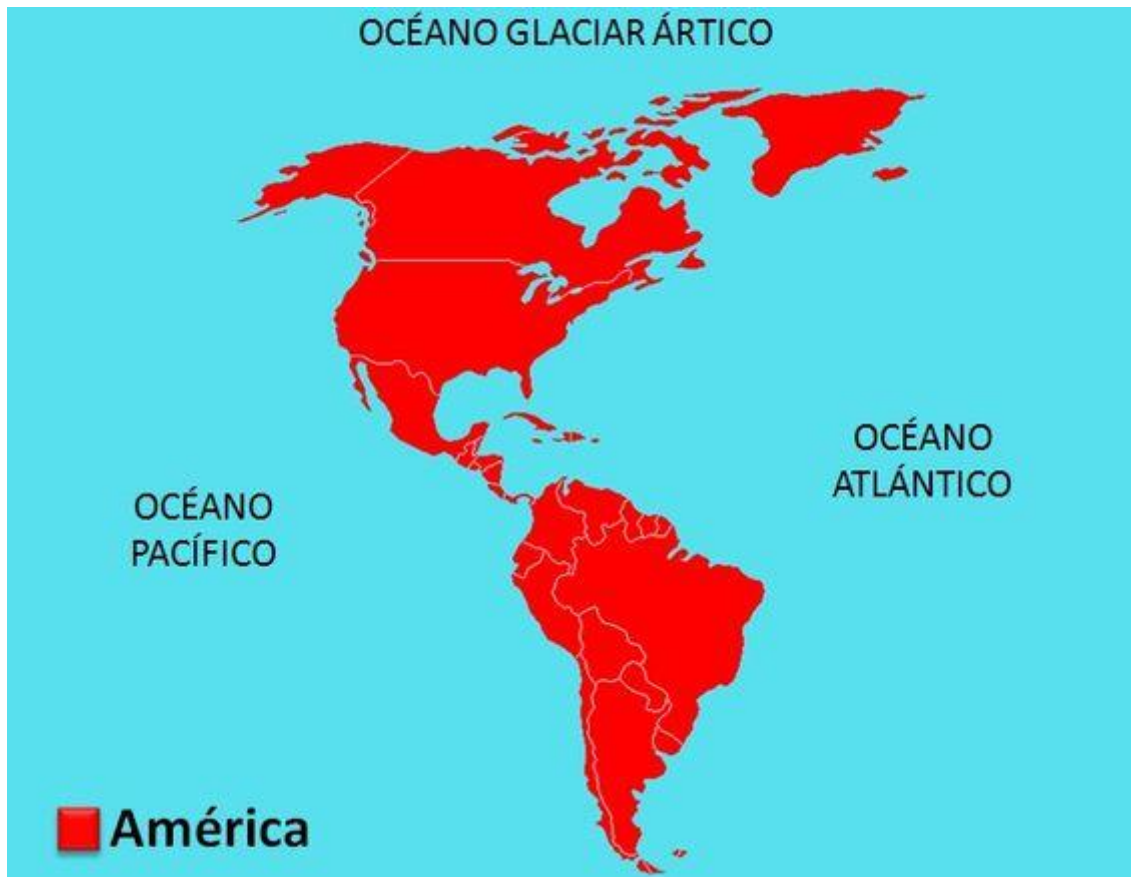 OCÉANO GLACIAR ÁRTICO
OCÉANO
ATLÁNTICO
OCÉANO
PACÍFICO
América